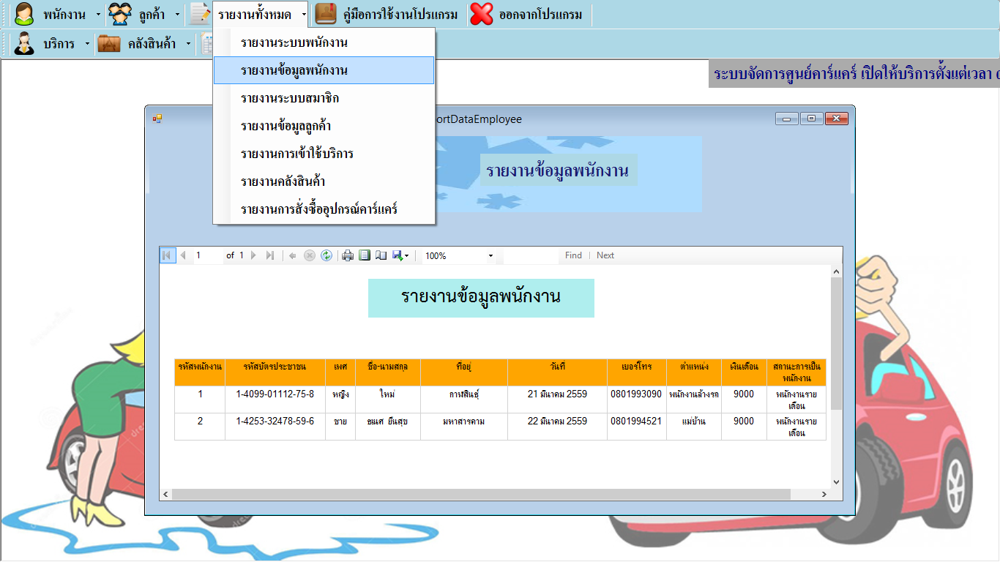 พนักงาน ลูกค้า รายงานทั้งหมด คู่มือการใช้งานโปรแกรม ออกจากโปรแกรม
บริการ คลังสินค้า
รายงานระบบพนักงาน
รายงานข้อมูลพนักงาน
รายงานระบบสมาชิก
รายงานข้อมูลลูกค้า
รายงานการเข้าใช้บริการ
รายงานคลังสินค้า
รายงานการสั่งซื้ออุปกรณ์คาร์แคร์
ระบบจัดการศูนย์คาร์แคร์ เปิดให้บริการตั้งแต่เวลา
ortDataEmployee
รายงานข้อมูลพนักงาน
1 of 1 100% Find Next
รายงานข้อมูลพนักงาน
รหัสพนักงาน รหัสบัตรประชาชน เพศ ชื่อ-นามสกุล ที่อยู่ วันที่ เบอร์โทร ตำแหน่ง เงินเดือน สถานะการเป็น
พนักงาน
1 1-4099-01112-75-8 หญิง ใหม่ กาฬสินธุ์ 21 มีนาคม 2559 0801993090 พนักงานล้างรถ 9000 พนักงานราย
เดือน
2 1-4253-32478-59-6 ชาย ธเนศ ยืนสุข มหาสารคาม 22 มีนาคม 2559 0801994521 แม่บ้าน 9000 พนักงานราย
เดือน